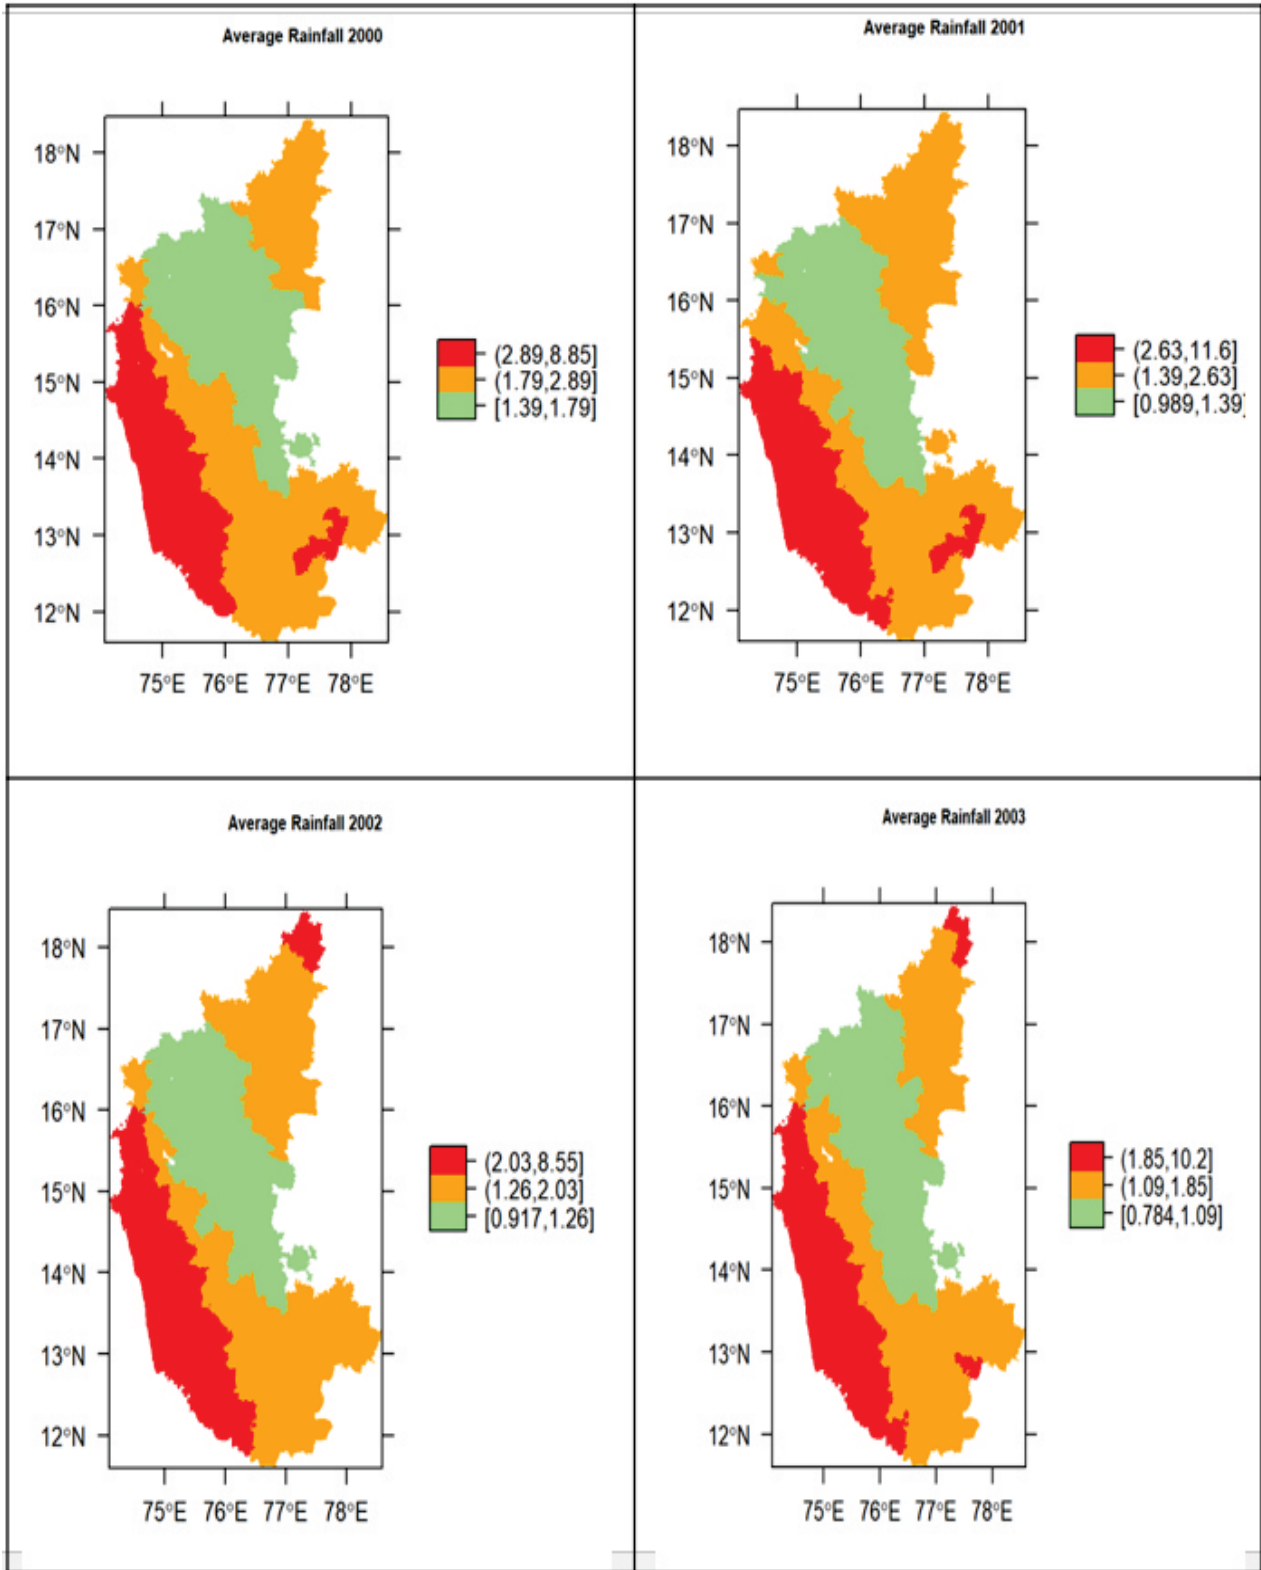 Average Rainfall 2000
18°N
17°N
16°N
15°N
14°N
13°N
12°N
75°E 76°E 77°E 78°E
(2.89,8.85]
(1.79,2.89]
[1.39,1.79]
Average Rainfall 2001
18°N
17°N
16°N
15°N
14°N
13°N
12°N
75°E 76°E 77°E 78°E
(2.63,11.6]
(1.39,2.63]
[0.989,1.39]
Average Rainfall 2002
18°N
17°N
16°N
15°N
14°N
13°N
12°N
75°E 76°E 77°E 78°E
(2.03,8.55]
(1.26,2.03]
[0.917,1.26]
Average Rainfall 2003
18°N
17°N
16°N
15°N
14°N
13°N
12°N
75°E 76°E 77°E 78°E
(1.85,10.2]
(1.09,1.85]
[0.784,1.09]